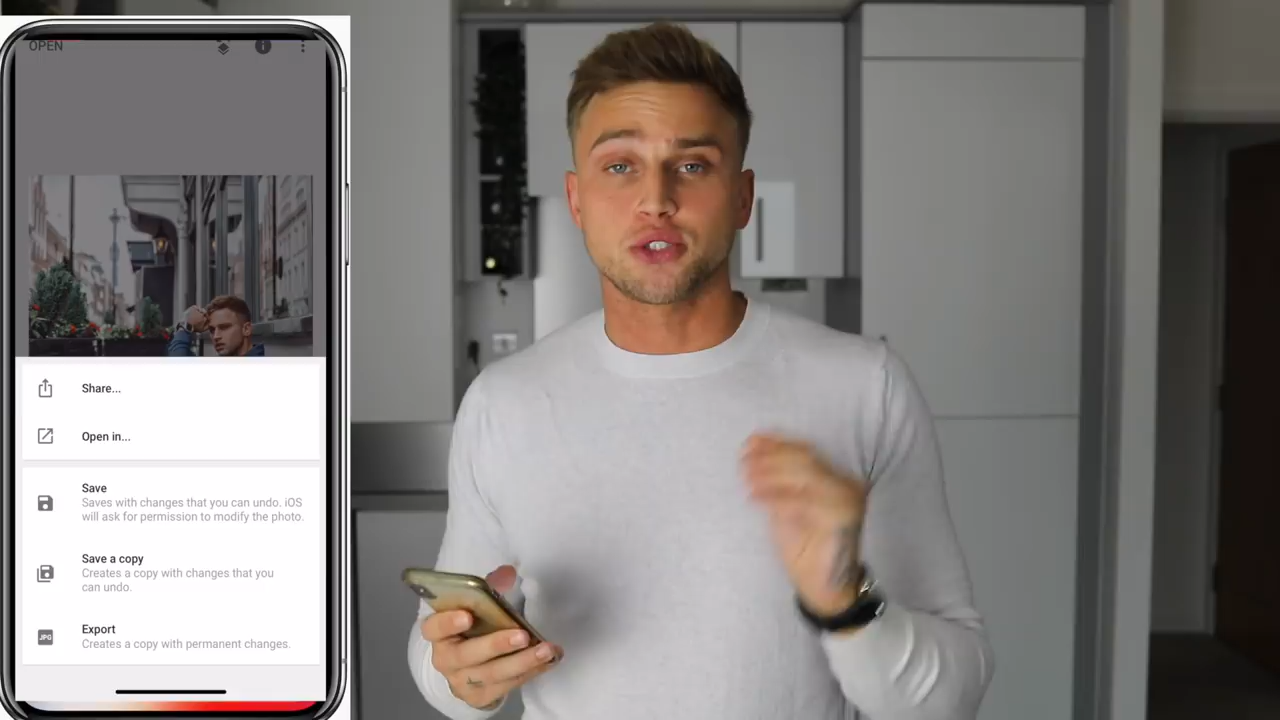 OPEN
Share...
Open in...
Save
Saves with changes that you can undo. iOS
will ask for permission to modify the photo.
Save a copy
Creates a copy with changes that you
can undo.
JPG
Export
Creates a copy with permanent changes.